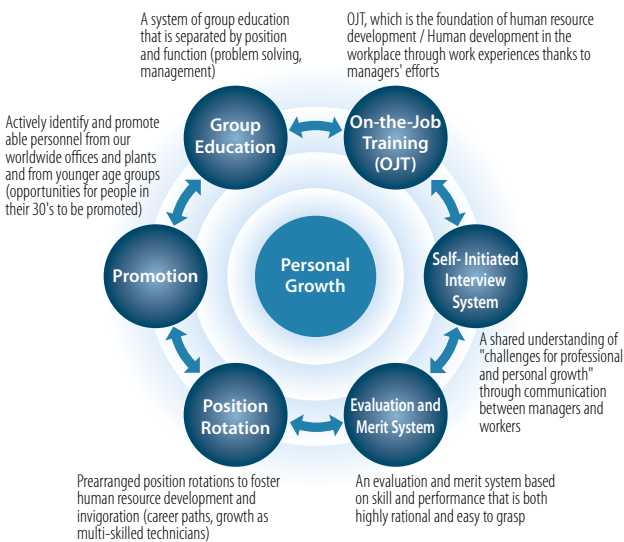 A system of group education
that is separated by position
and function (problem solving,
management)
OJT, which is the foundation of human resource
development / Human development in the
workplace through work experiences thanks to
managers' efforts
Group
Education
On-the-Job
Training
(OJT)
Actively identify and promote
able personnel from our
worldwide offices and plants
and from younger age groups
(opportunities for people in
their 30's to be promoted)
Promotion
Personal
Growth
Self- Initiated
Interview
System
A shared understanding of
"challenges for professional
and personal growth"
through communication
between managers and
workers
Position
Rotation
Evaluation and
Merit System
Prearranged position rotations to foster
human resource development and
invigoration (career paths, growth as
multi-skilled technicians)
An evaluation and merit system based
on skill and performance that is both
highly rational and easy to grasp